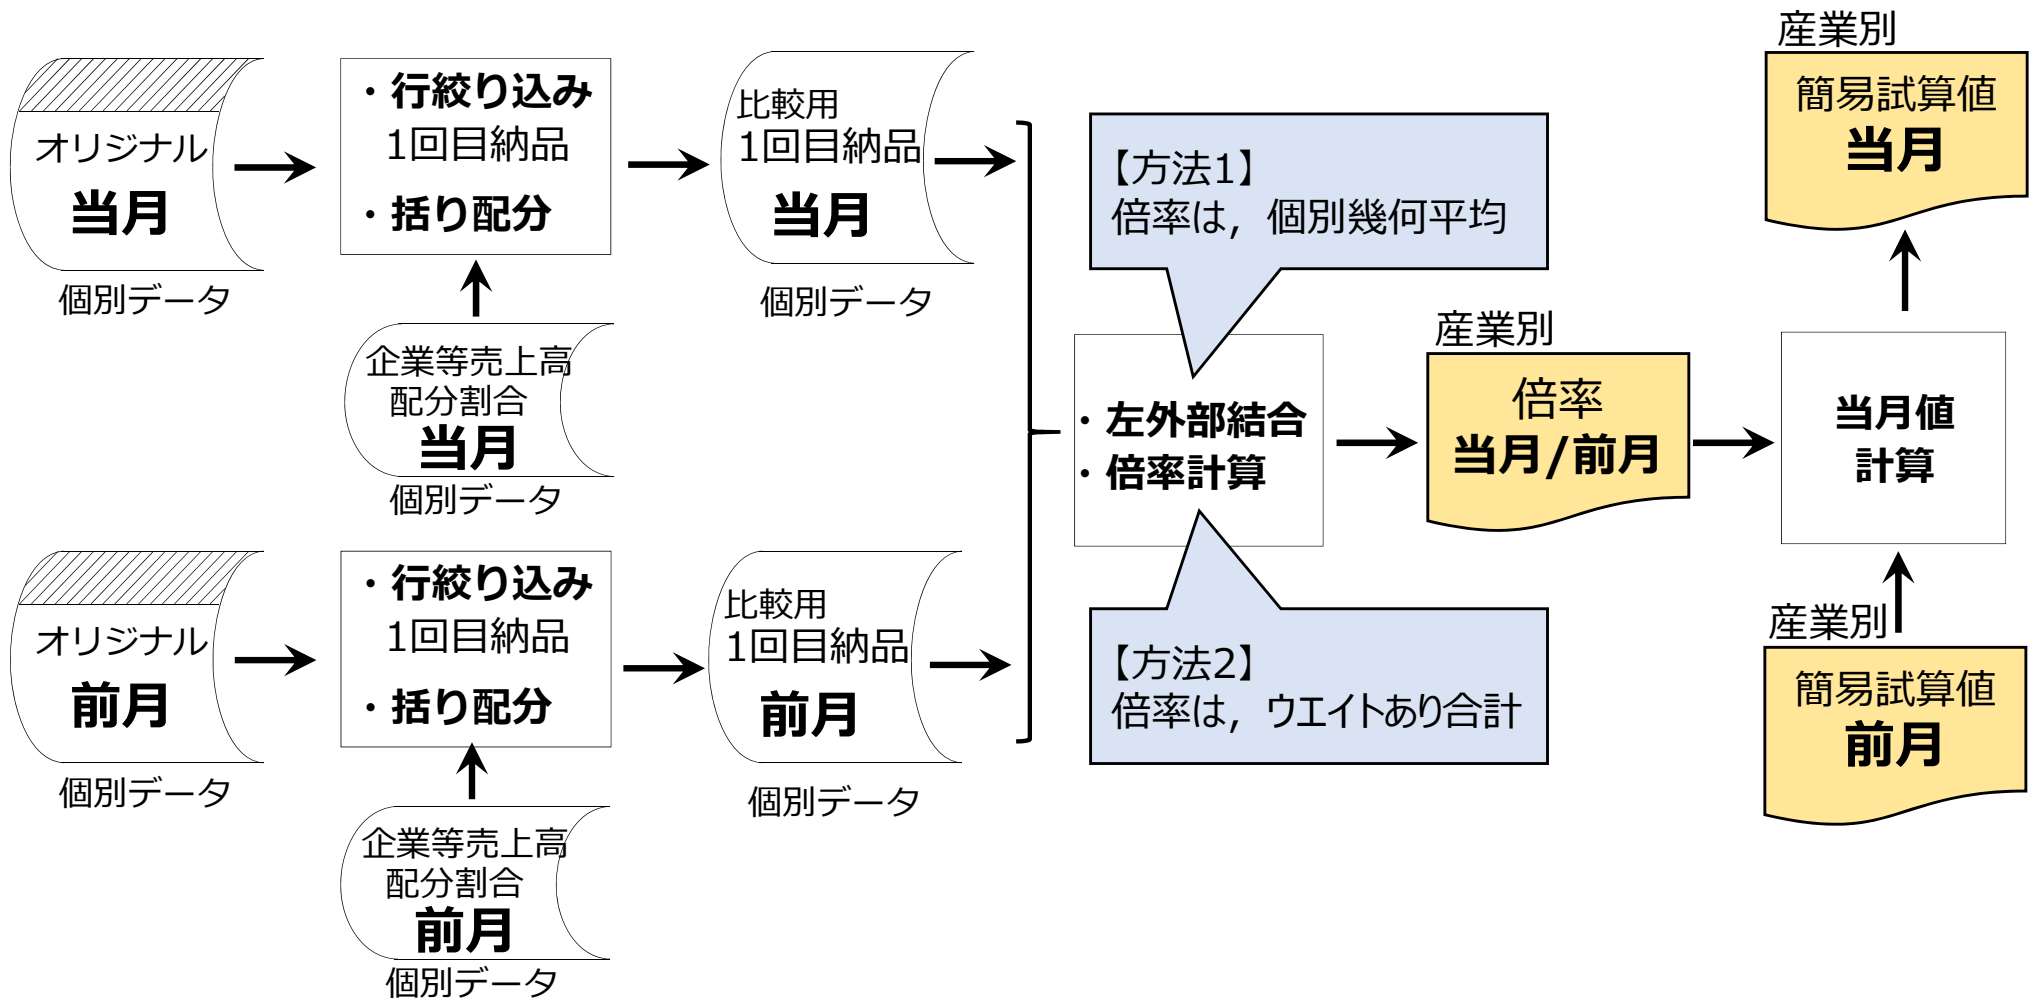 オリジナル
当月
個別データ
・行絞り込み
1回目納品
・括り配分
企業等売上高
配分割合
当月
個別データ
比較用
1回目納品
当月
個別データ
オリジナル
前月
個別データ
・行絞り込み
1回目納品
・括り配分
企業等売上高
配分割合
前月
個別データ
比較用
1回目納品
前月
個別データ
【方法1】
倍率は，個別幾何平均
・左外部結合
・倍率計算
【方法2】
倍率は，ウエイトあり合計
産業別
倍率
当月/前月
産業別
簡易試算値
当月
当月値
計算
産業別
簡易試算値
前月